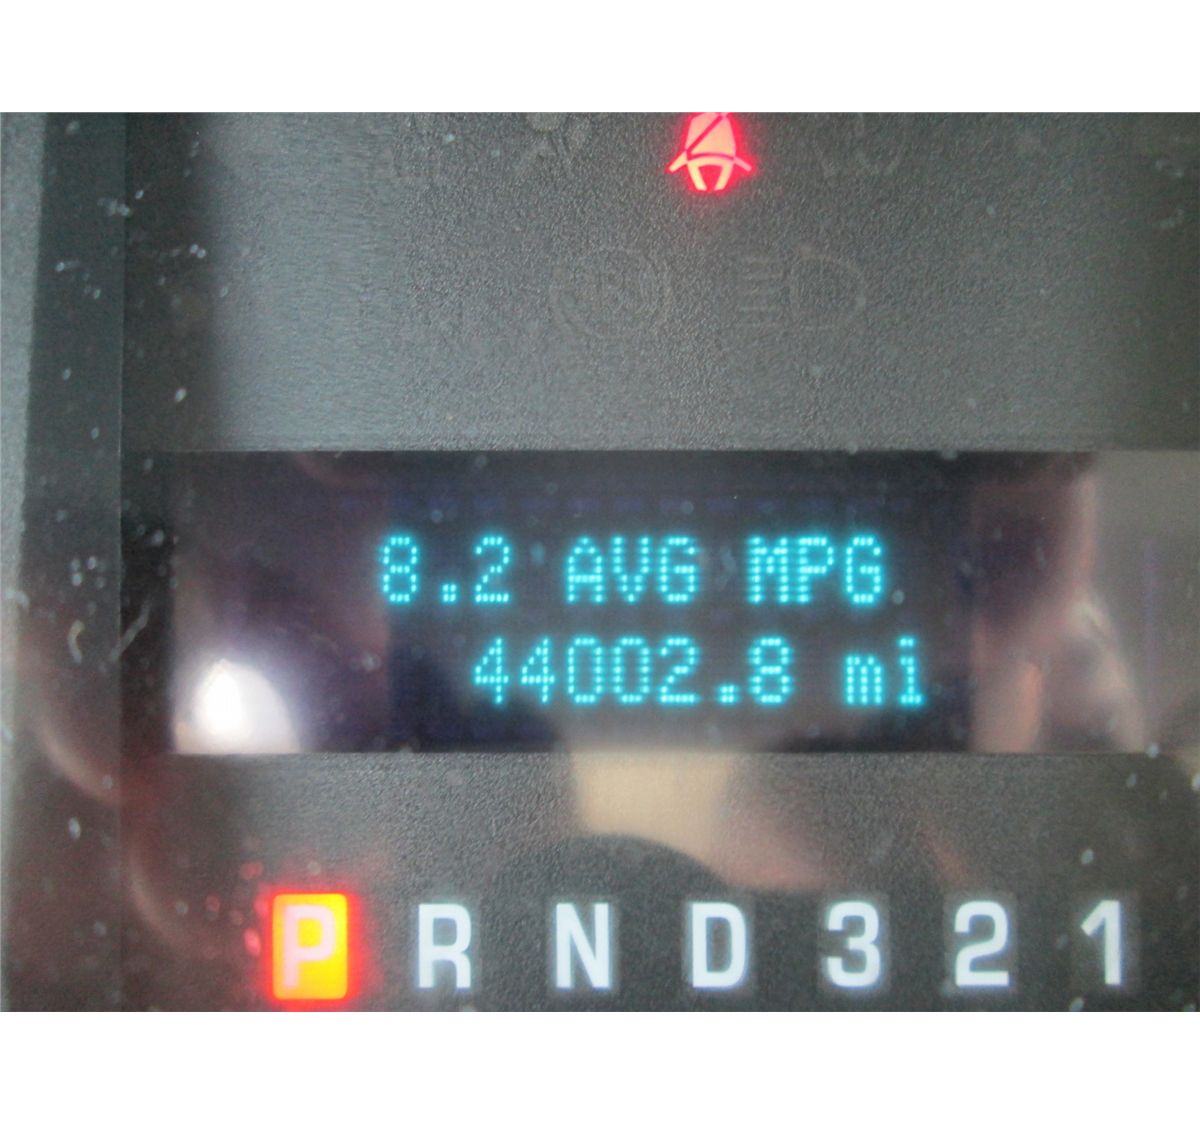 8.2 AVG MPG
44002.8 mi
P R N D 3 2 1